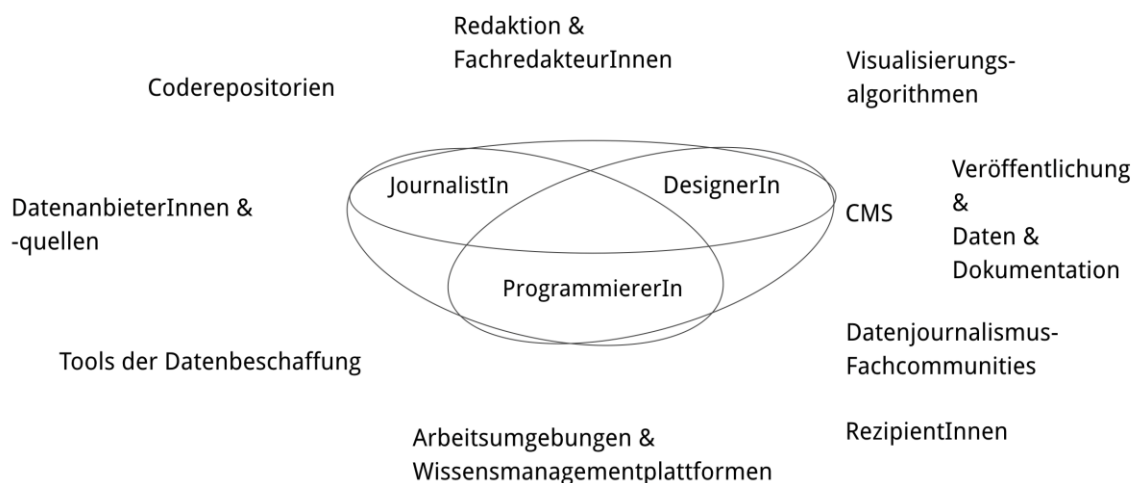 Redaktion &
FachredakteurInnen
Coderepositorien
Visualisierungs-
algorithmen
JournalistIn
DesignerIn
Veröffentlichung
&
Daten &
Dokumentation
DatenanbieterInnen &
-quellen
CMS
ProgrammiererIn
Tools der Datenbeschaffung
Datenjournalismus-
Fachcommunities
Arbeitsumgebungen &
Wissensmanagementplattformen
RezipientInnen